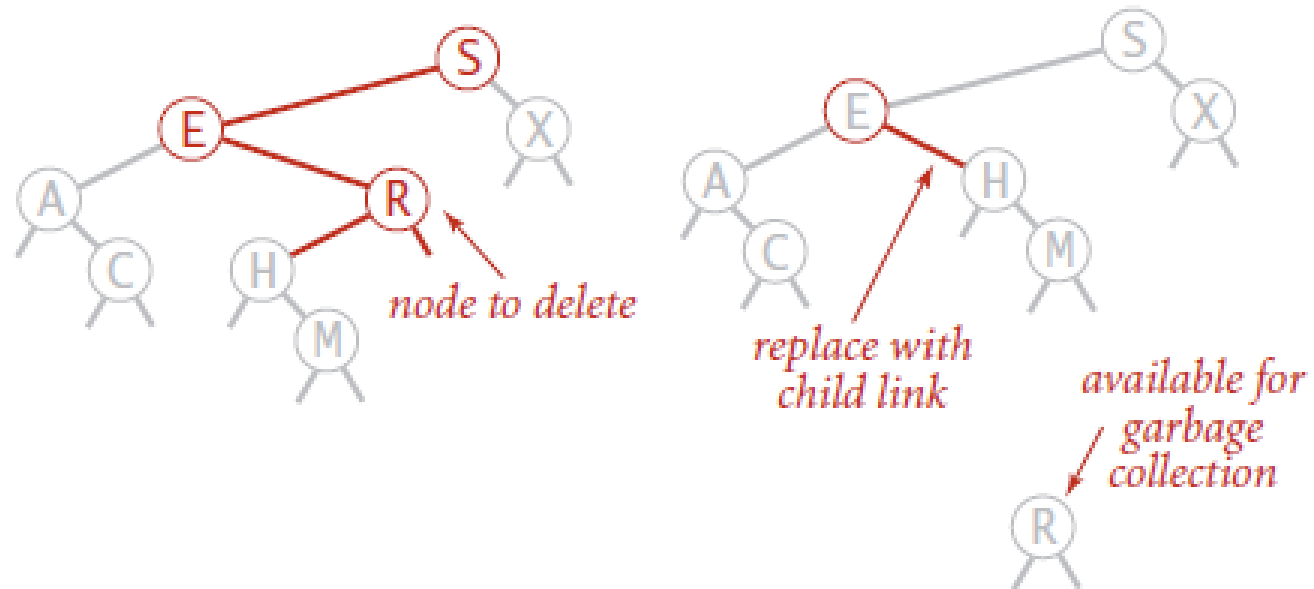 S
E
X
A
R
C
H
M
node to delete
S
E
X
A
H
C
M
replace with
child link
available for
garbage
collection
R